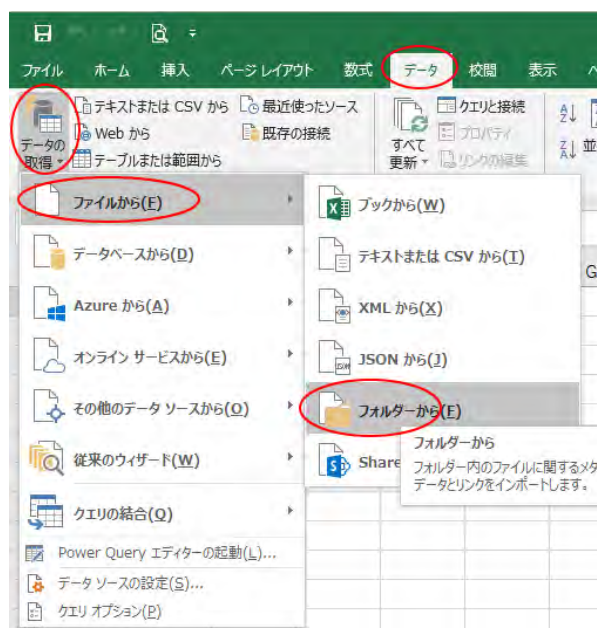 ファイル ホーム 挿入 ページ レイアウト 数式 データ 校閲 表示
テキストまたは CSV から 最近使ったソース クエリと接続
Web から 既存の接続 プロパティ
データの取得 テーブルまたは範囲から すべて更新 リンクの編集 並
ファイルから(F)
データベースから(D)
Azure から(A)
オンライン サービスから(E)
その他のデータ ソースから(O)
従来のウィザード(W)
クエリの結合(Q)
Power Query エディターの起動(L)...
データ ソースの設定(S)...
クエリ オプション(P)
ブックから(W)
テキストまたは CSV から(T)
XML から(X)
JSON から(J)
フォルダーから(F)
Share
フォルダーから
フォルダー内のファイルに関するメタ
データとリンクをインポートします。
G